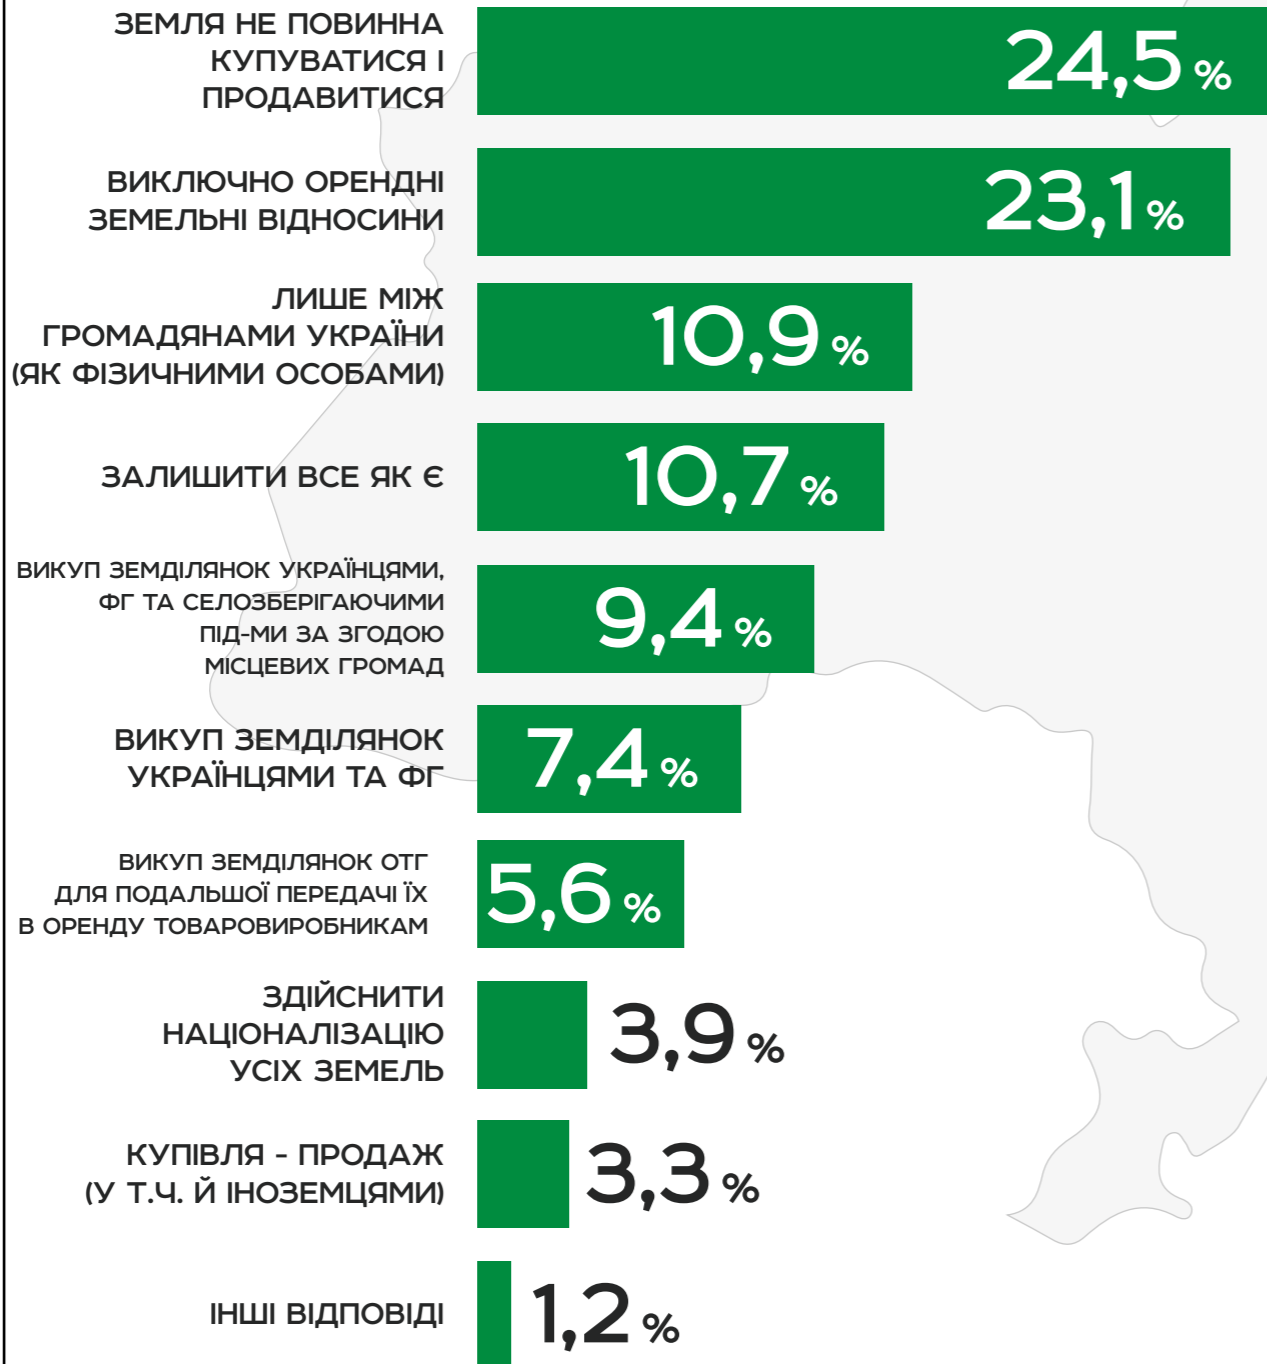 ЗЕМЛЯ НЕ ПОВИННА
КУПУВАТИСЯ І
ПРОДАВИТИСЯ
24,5 %
ВИКЛЮЧНО ОРЕНДНІ
ЗЕМЕЛЬНІ ВІДНОСИНИ
23,1 %
ЛИШЕ МІЖ
ГРОМАДЯНАМИ УКРАЇНИ
(ЯК ФІЗИЧНИМИ ОСОБАМИ)
10,9 %
ЗАЛИШИТИ ВСЕ ЯК Є
10,7 %
ВИКУП ЗЕМДІЛЯНОК УКРАЇНЦЯМИ,
ФГ ТА СЕЛОЗБЕРІГАЮЧИМИ
ПІД-МИ ЗА ЗГОДОЮ
МІСЦЕВИХ ГРОМАД
9,4 %
ВИКУП ЗЕМДІЛЯНОК
УКРАЇНЦЯМИ ТА ФГ
7,4 %
ВИКУП ЗЕМДІЛЯНОК ОТГ
ДЛЯ ПОДАЛЬШОЇ ПЕРЕДАЧІ ЇХ
В ОРЕНДУ ТОВАРОВИРОБНИКАМ
5,6 %
ЗДІЙСНИТИ
НАЦІОНАЛІЗАЦІЮ
УСІХ ЗЕМЕЛЬ
3,9 %
КУПІВЛЯ - ПРОДАЖ
(У Т.Ч. Й ІНОЗЕМЦЯМИ)
3,3 %
ІНШІ ВІДПОВІДІ
1,2 %